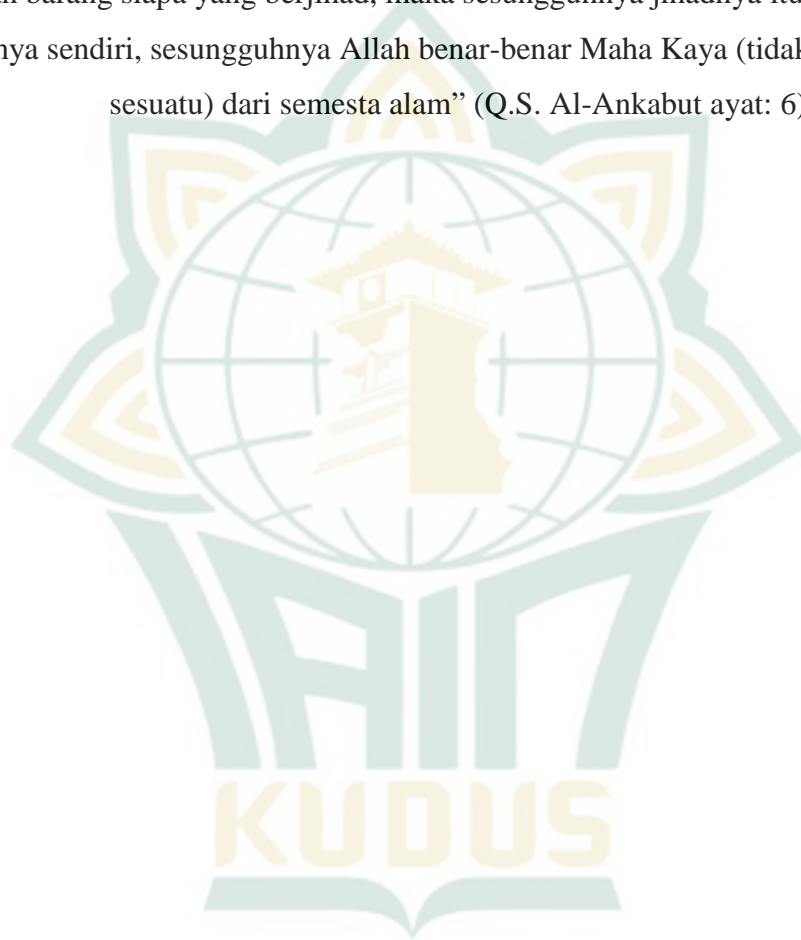 barang siapa yang berjihad, maka sesungguhnya jihadnya itu
nya sendiri, sesungguhnya Allah benar-benar Maha Kaya (tidak
sesuatu) dari semesta alam” (Q.S. Al-Ankabut ayat: 6)
IAIN
KUDUS